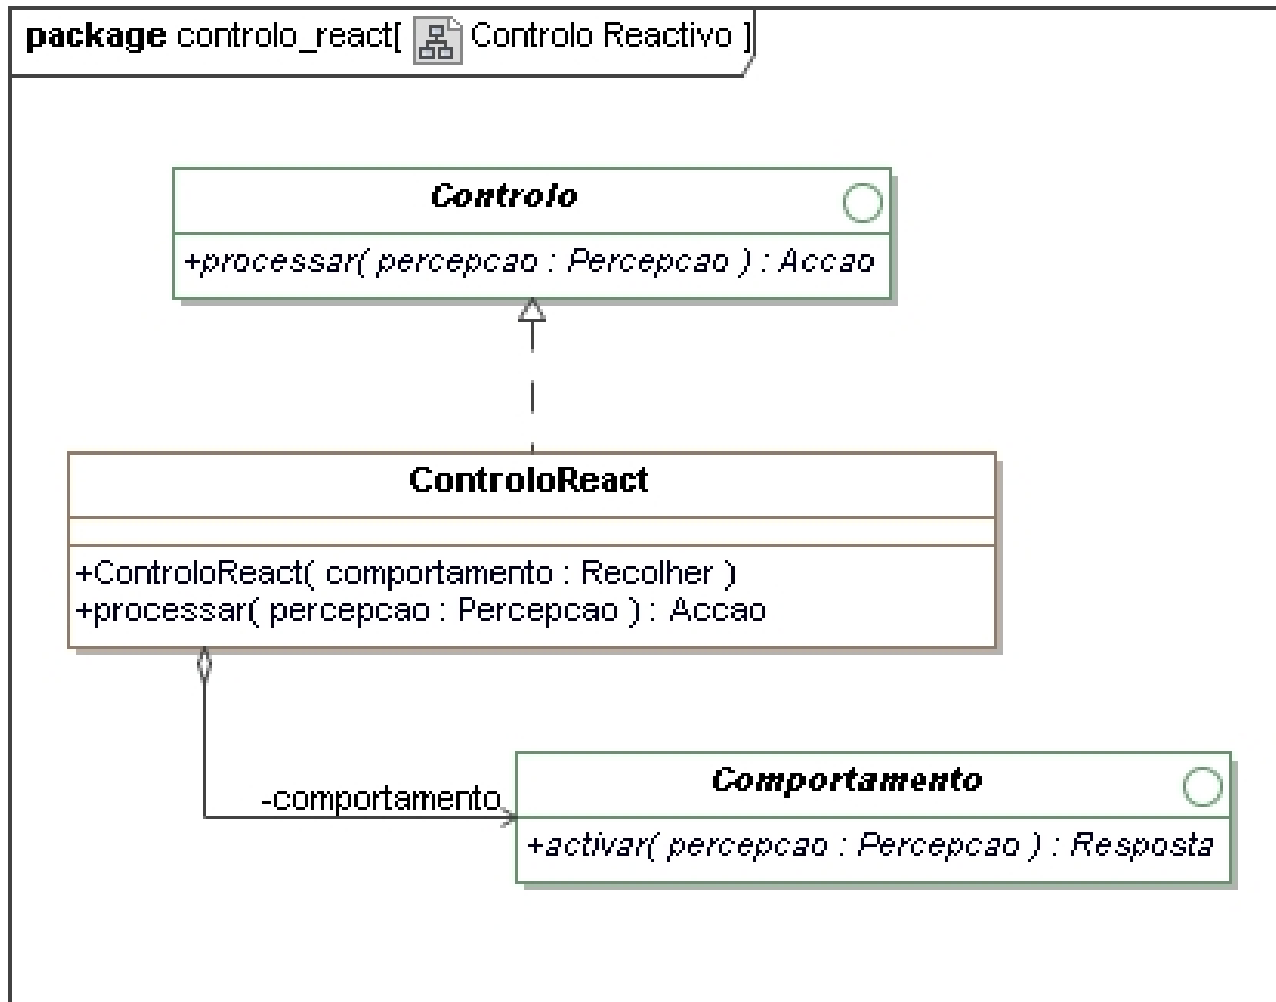 package controlo_react[ Controlo Reactivo ]
Controlo
+processar( percepcao : Percepcao ) : Accao
ControloReact
+ControloReact( comportamento : Recolher )
+processar( percepcao : Percepcao ) : Accao
-comportamento
Comportamento
+activar( percepcao : Percepcao ) : Resposta